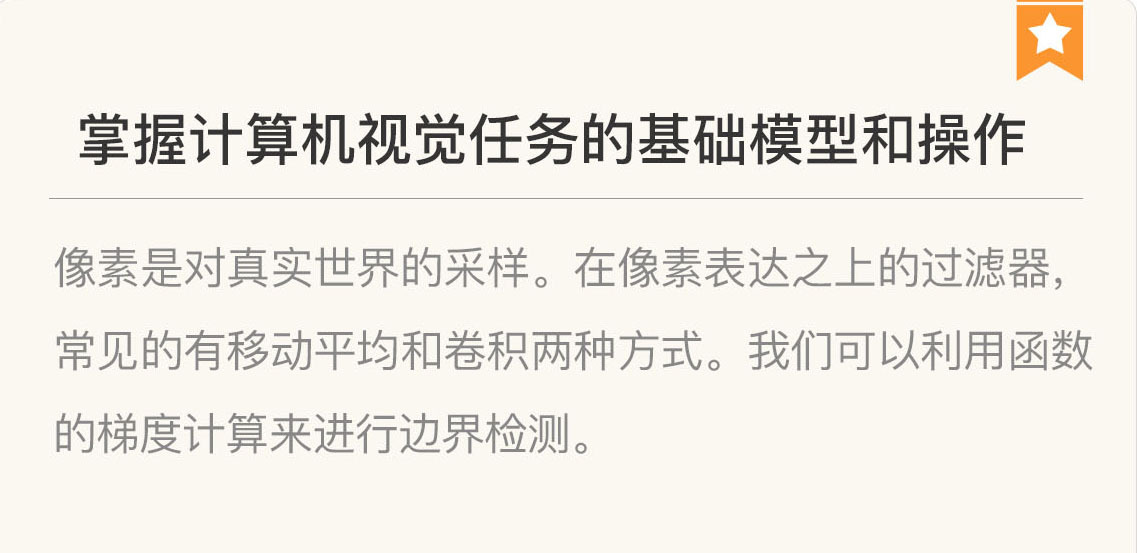 掌握计算机视觉任务的基础模型和操作
像素是对真实世界的采样。在像素表达之上的过滤器，
常见的有移动平均和卷积两种方式。我们可以利用函数
的梯度计算来进行边界检测。